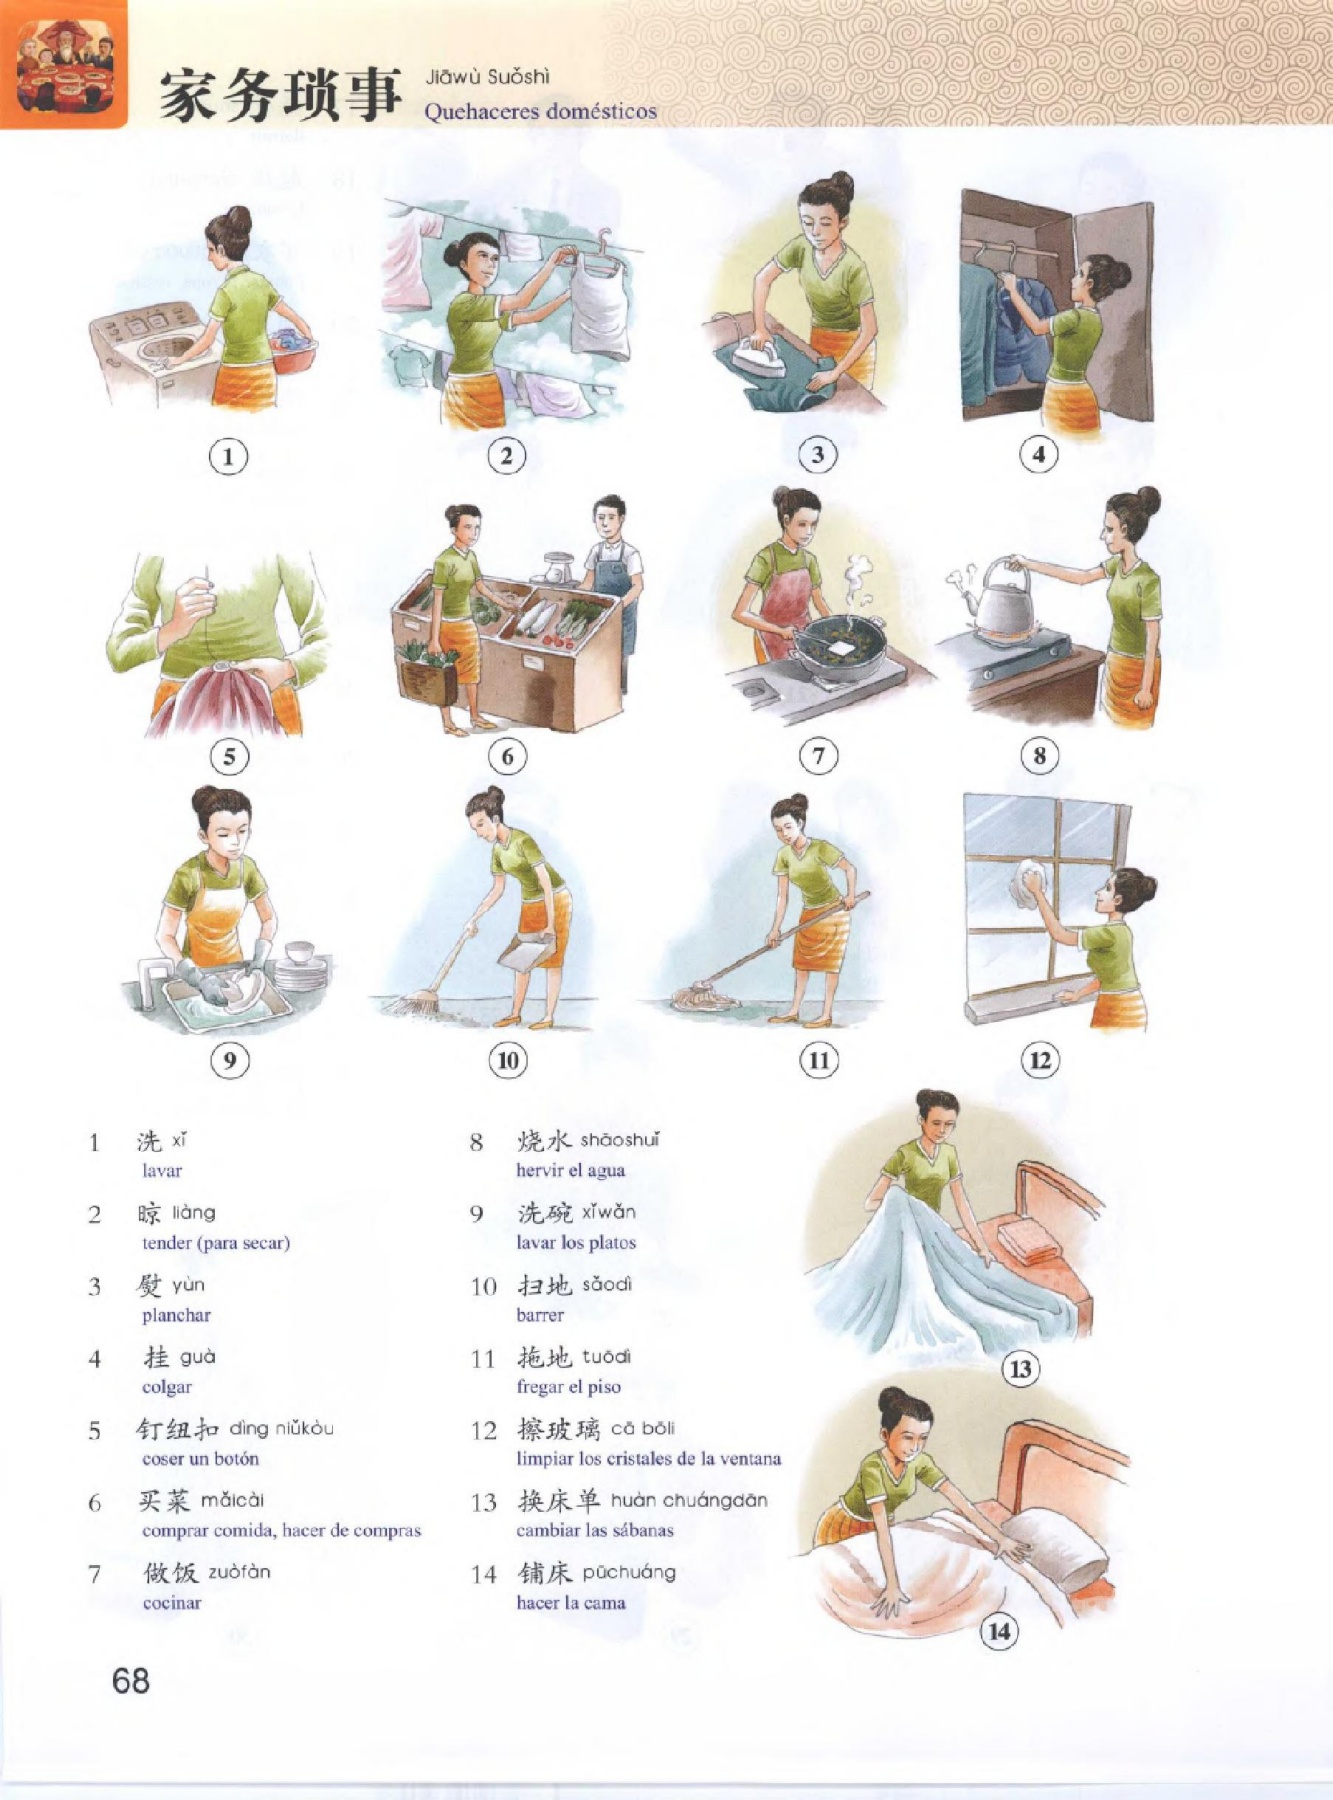 家务琐事 Jiāwù Suǒshì
Quehaceres domésticos
1
2
3
4
5
6
7
8
9
10
11
12
13
14
1 洗 xǐ
lavar
2 晾 liàng
tender (para secar)
3 熨 yùn
planchar
4 挂 guà
colgar
5 钉纽扣 dìng niǔkòu
coser un botón
6 买菜 mǎicài
comprar comida, hacer de compras
7 做饭 zuòfàn
cocinar
8 烧水 shāoshuǐ
hervir el agua
9 洗碗 xǐwǎn
lavar los platos
10 扫地 sǎodì
barrer
11 拖地 tuōdì
fregar el piso
12 擦玻璃 cā bōli
limpiar los cristales de la ventana
13 换床单 huàn chuángdān
cambiar las sábanas
14 铺床 pūchuáng
hacer la cama
68